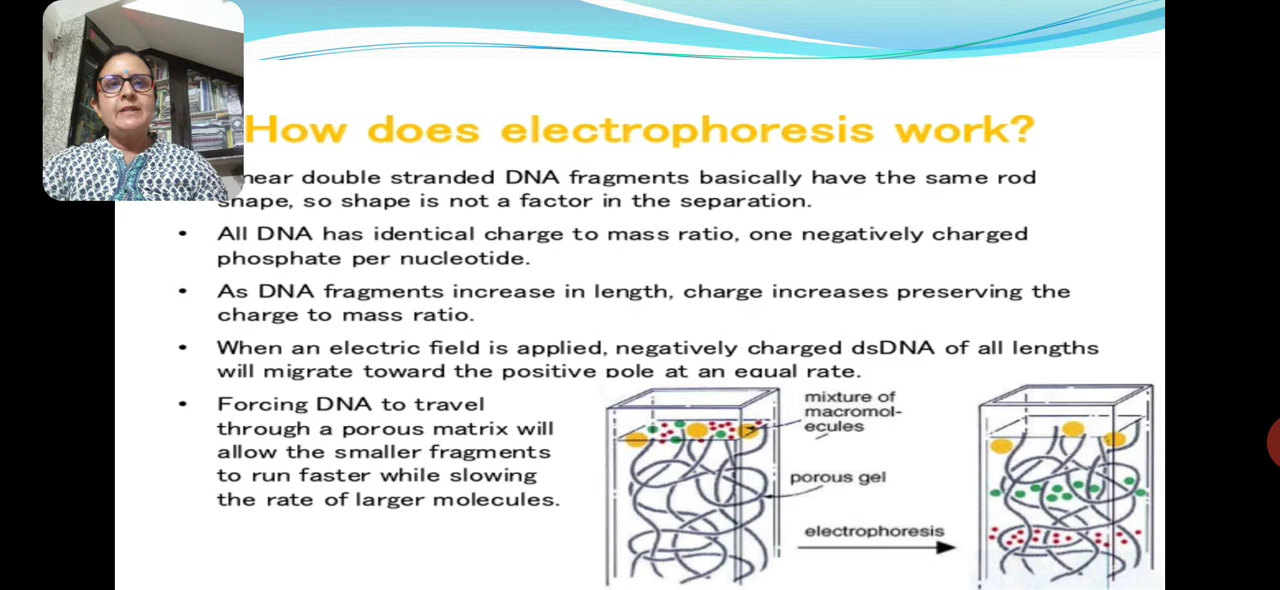 How does electrophoresis work?
near double stranded DNA fragments basically have the same rod
shape, so shape is not a factor in the separation.
• All DNA has identical charge to mass ratio, one negatively charged
phosphate per nucleotide.
• As DNA fragments increase in length, charge increases preserving the
charge to mass ratio.
• When an electric field is applied, negatively charged dsDNA of all lengths
will migrate toward the positive pole at an equal rate.
• Forcing DNA to travel
through a porous matrix will
allow the smaller fragments
to run faster while slowing
the rate of larger molecules.
mixture of
macromol-
ecules
porous gel
electrophoresis